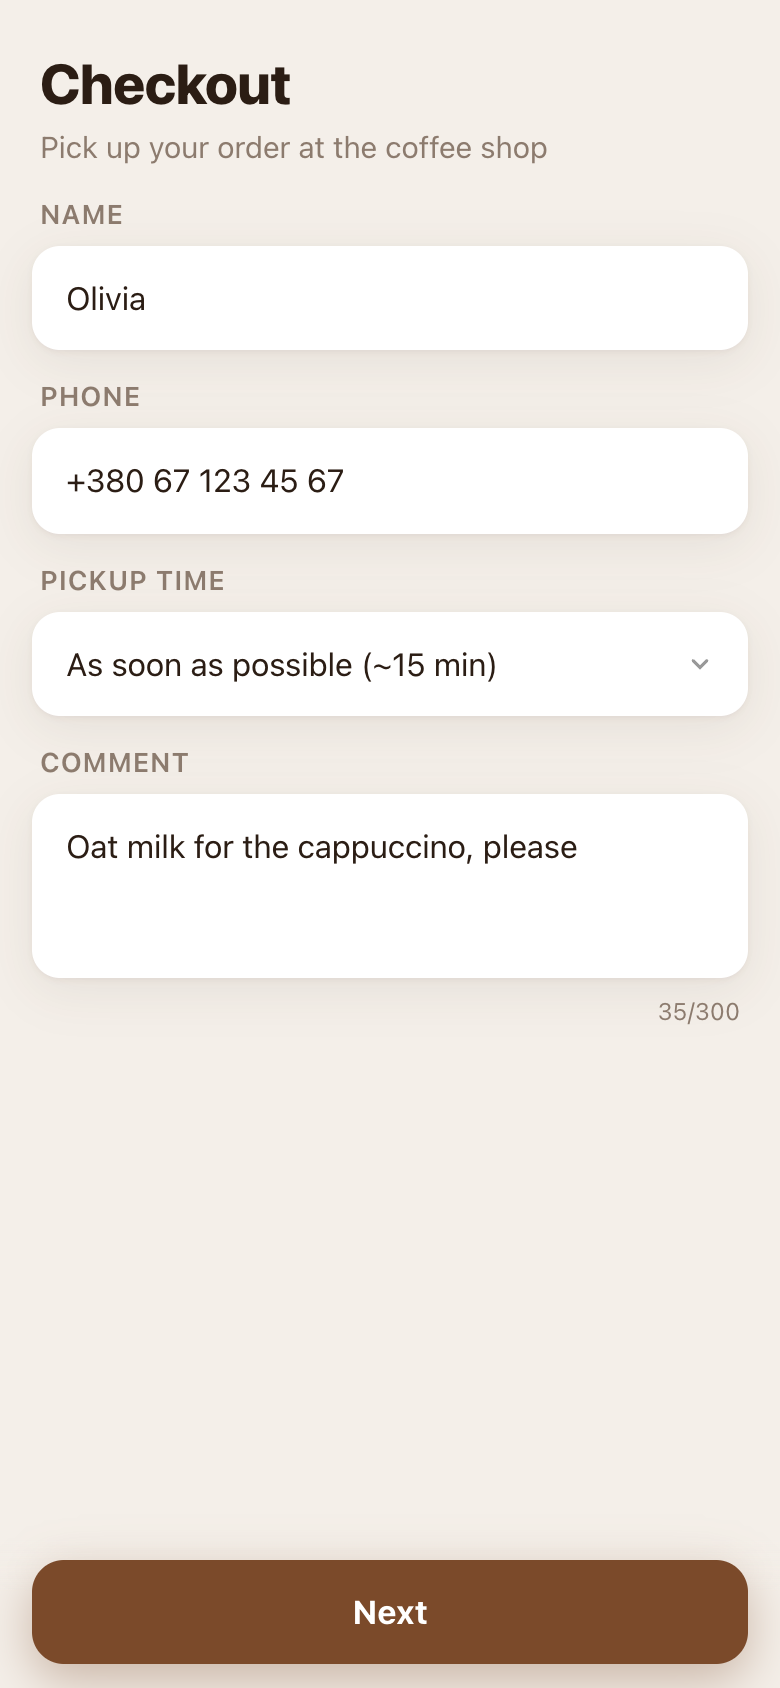 Checkout
Pick up your order at the coffee shop
NAME
Olivia
PHONE
+380 67 123 45 67
PICKUP TIME
As soon as possible (~15 min)
COMMENT
Oat milk for the cappuccino, please
35/300
Next